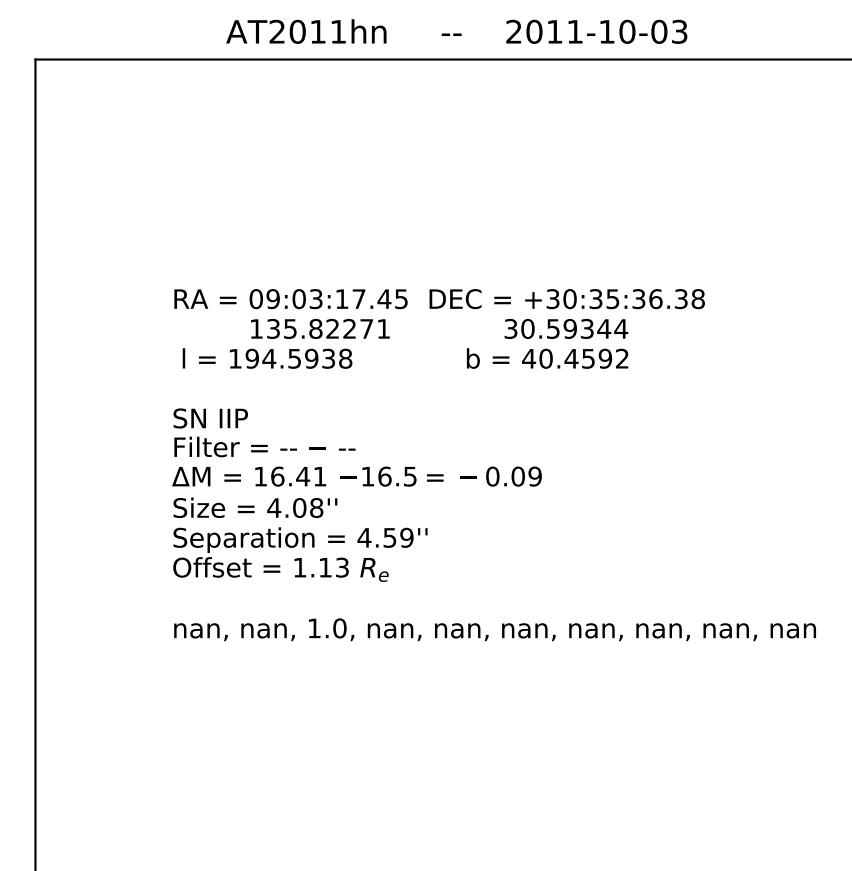 AT2011hn -- 2011-10-03
RA = 09:03:17.45 DEC = +30:35:36.38
135.82271 30.59344
l = 194.5938 b = 40.4592
SN IIP
Filter = -- − --
ΔM = 16.41 −16.5 = −0.09
Size = 4.08''
Separation = 4.59''
Offset = 1.13 Re
nan, nan, 1.0, nan, nan, nan, nan, nan, nan, nan